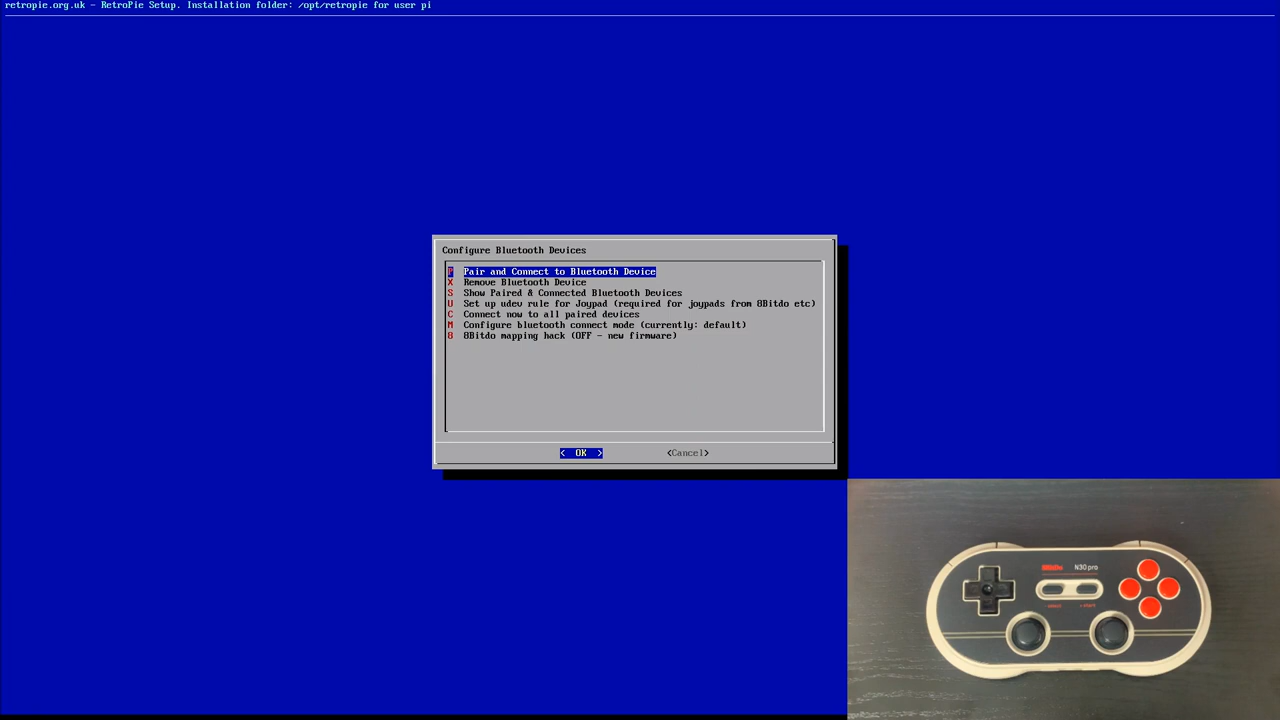 retropie.org.uk - RetroPie Setup. Installation folder: /opt/retropie for user pi
Configure Bluetooth Devices
P Pair and Connect to Bluetooth Device
X Remove Bluetooth Device
S Show Paired & Connected Bluetooth Devices
U Set up udev rule for Joypad (required for joypads from 8Bitdo etc)
C Connect now to all paired devices
M Configure bluetooth connect mode (currently: default)
8 8Bitdo mapping hack (OFF - new firmware)
< OK > <Cancel>
N30 pro